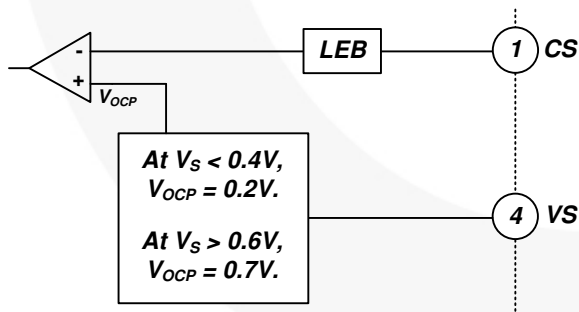 LEB
1 CS
-
+
VOCP
At VS < 0.4V,
VOCP = 0.2V.
At VS > 0.6V,
VOCP = 0.7V.
4 VS